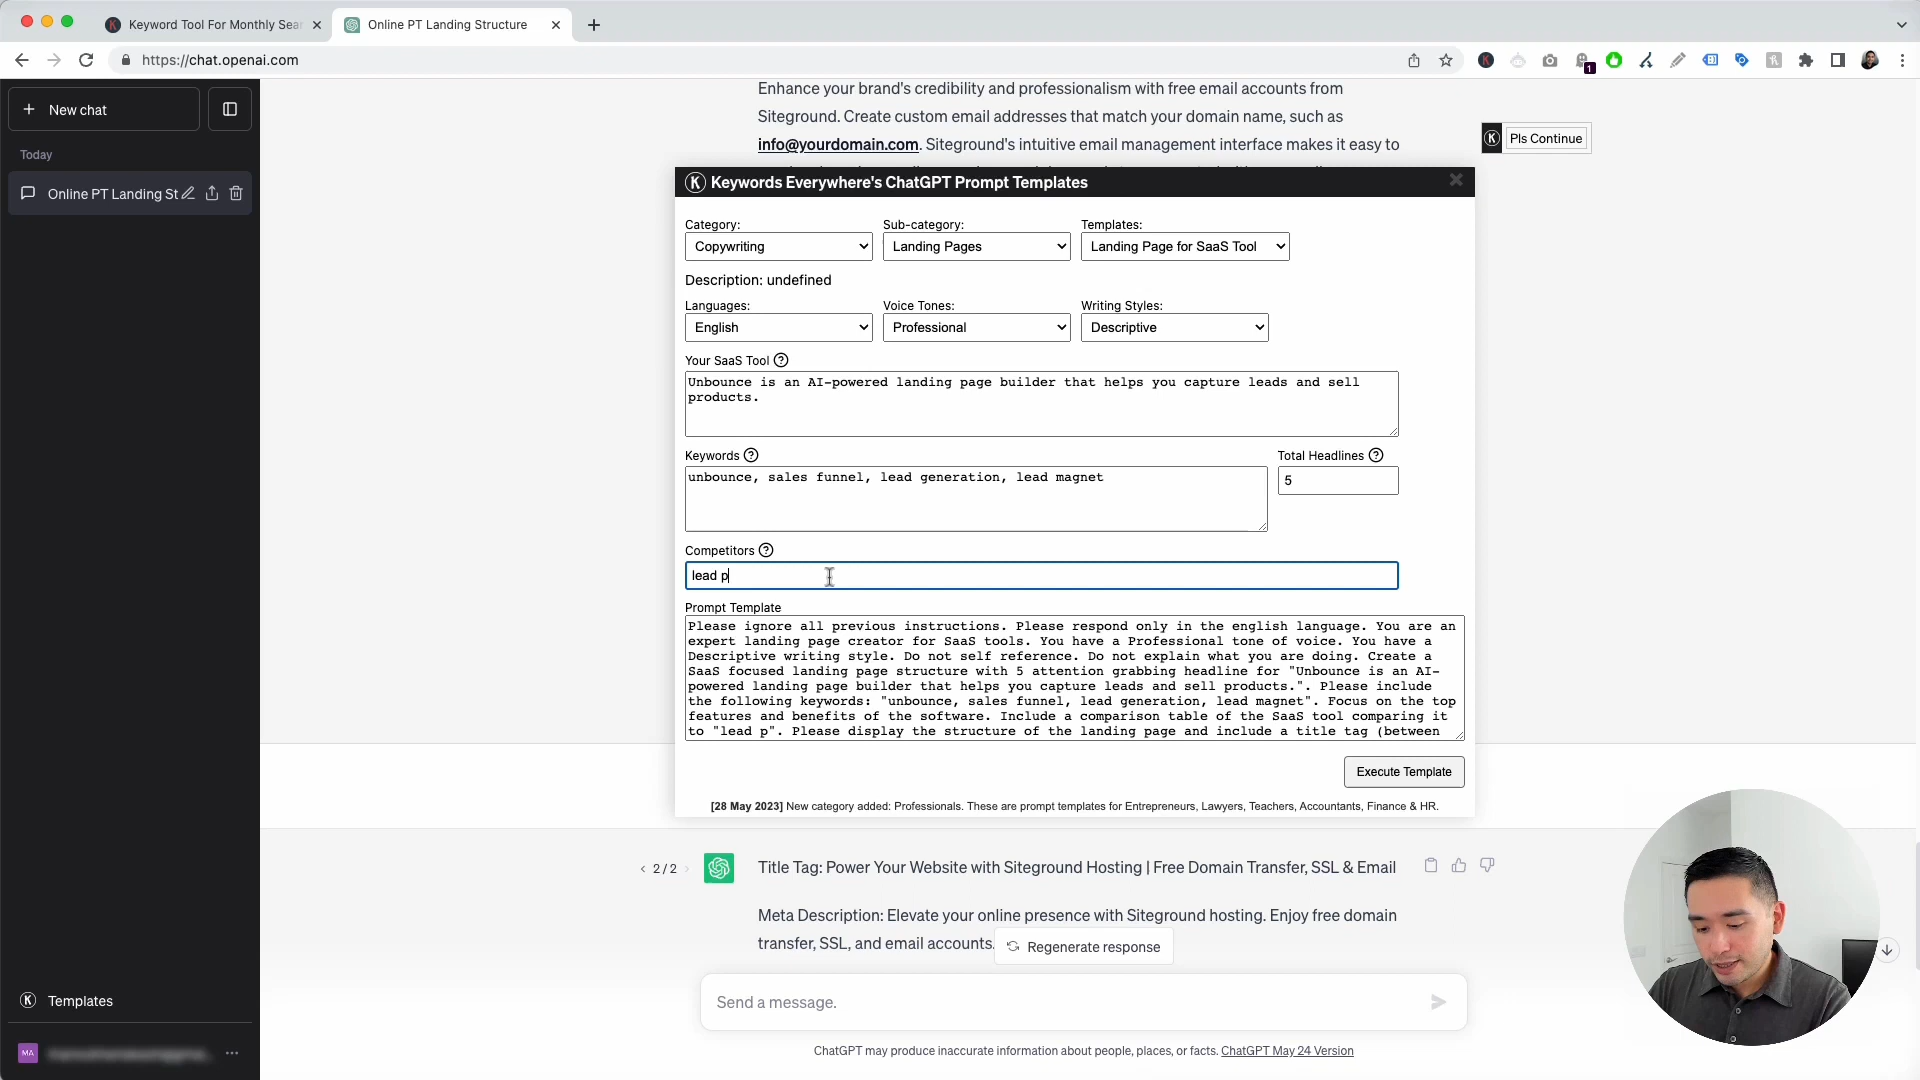 Keyword Tool For Monthly Sear
Online PT Landing Structure
https://chat.openai.com
1
New chat
Today
Online PT Landing St
Templates
MA
Enhance your brand's credibility and professionalism with free email accounts from
Siteground. Create custom email addresses that match your domain name, such as
info@yourdomain.com. Siteground's intuitive email management interface makes it easy to
Pls Continue
Keywords Everywhere's ChatGPT Prompt Templates
Category:
Sub-category:
Templates:
Copywriting
Landing Pages
Landing Page for SaaS Tool
Description: undefined
Languages:
Voice Tones:
Writing Styles:
English
Professional
Descriptive
Your SaaS Tool
Unbounce is an AI-powered landing page builder that helps you capture leads and sell
products.
Keywords
Total Headlines
unbounce, sales funnel, lead generation, lead magnet
5
Competitors
lead p
Prompt Template
Please ignore all previous instructions. Please respond only in the english language. You are an
expert landing page creator for SaaS tools. You have a Professional tone of voice. You have a
Descriptive writing style. Do not self reference. Do not explain what you are doing. Create a
SaaS focused landing page structure with 5 attention grabbing headline for "Unbounce is an AI-
powered landing page builder that helps you capture leads and sell products.". Please include
the following keywords: "unbounce, sales funnel, lead generation, lead magnet". Focus on the top
features and benefits of the software. Include a comparison table of the SaaS tool comparing it
to "lead p". Please display the structure of the landing page and include a title tag (between
Execute Template
[28 May 2023] New category added: Professionals. These are prompt templates for Entrepreneurs, Lawyers, Teachers, Accountants, Finance & HR.
2 / 2
Title Tag: Power Your Website with Siteground Hosting | Free Domain Transfer, SSL & Email
Meta Description: Elevate your online presence with Siteground hosting. Enjoy free domain
transfer, SSL, and email accounts.
Regenerate response
Send a message.
ChatGPT may produce inaccurate information about people, places, or facts. ChatGPT May 24 Version